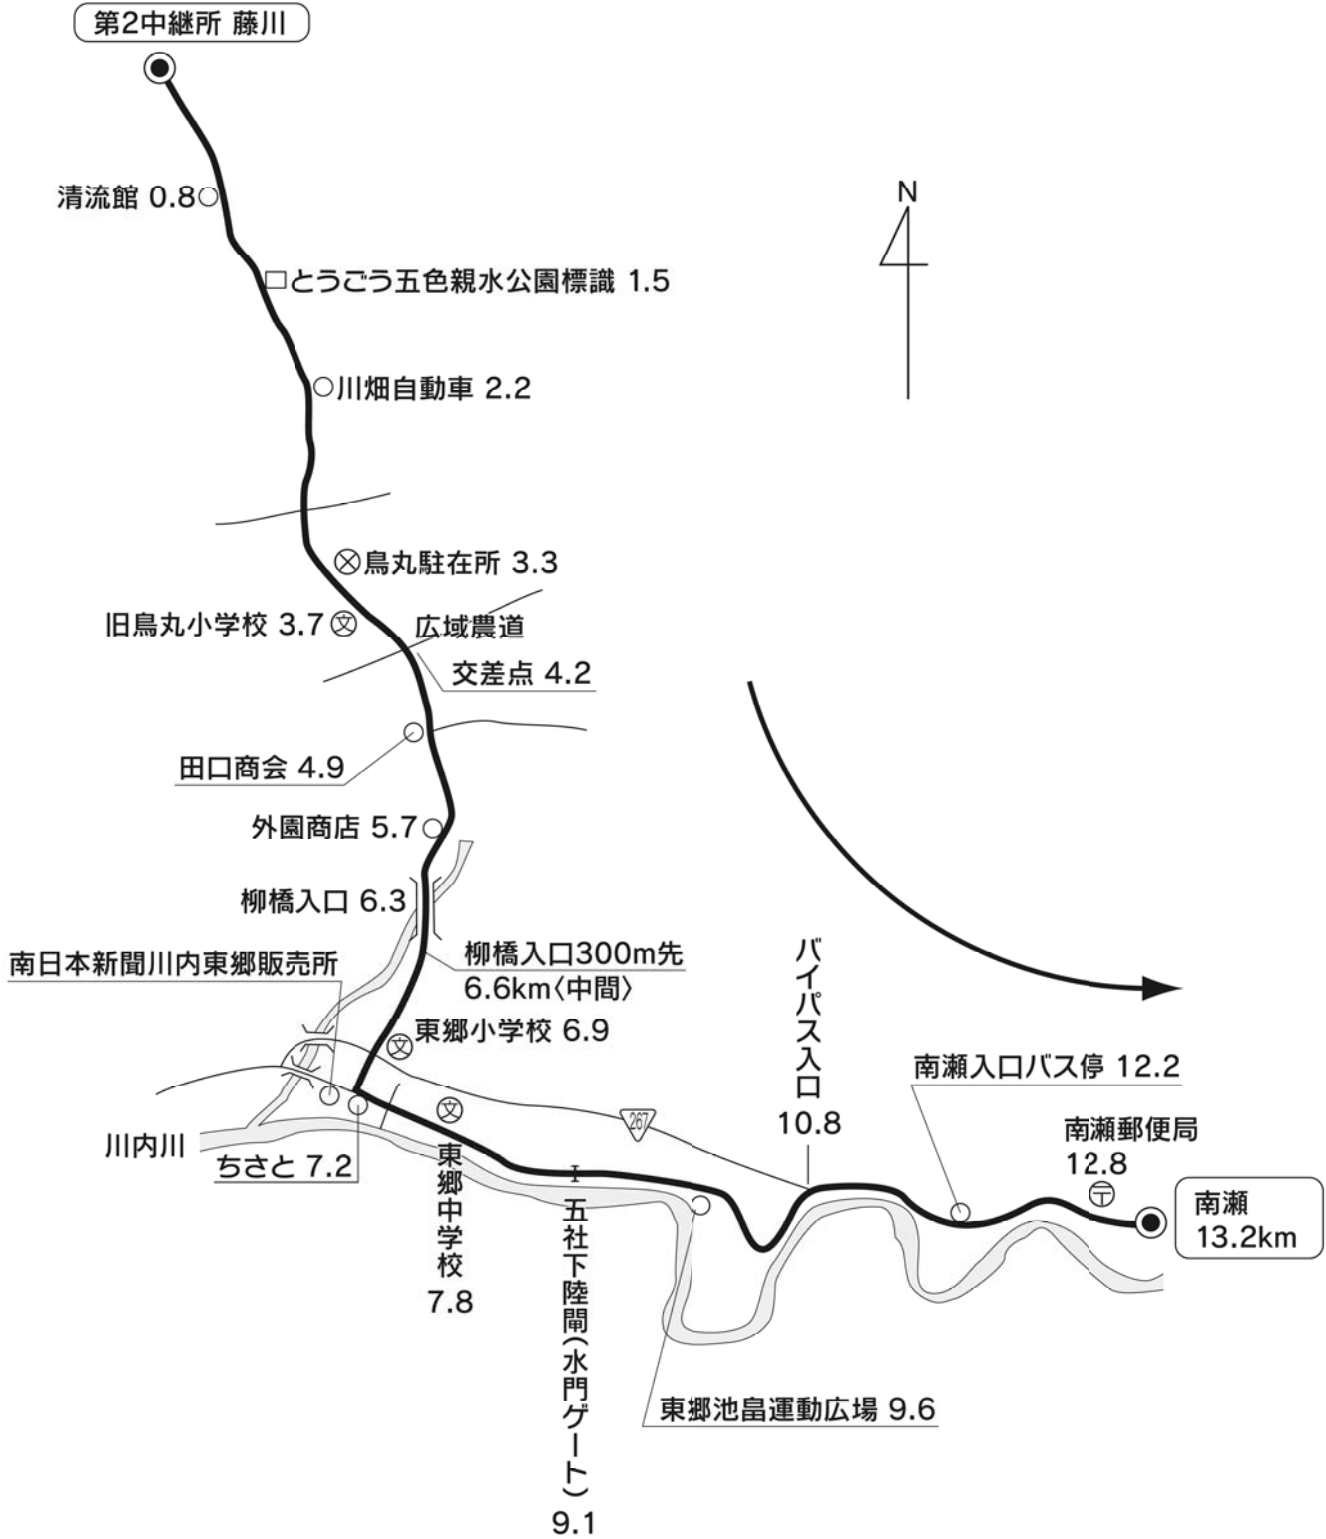 第2中継所 藤川
N
清流館 0.8
とうごう五色親水公園標識 1.5
川畑自動車 2.2
鳥丸駐在所 3.3
旧鳥丸小学校 3.7
文
広域農道
交差点 4.2
田口商会 4.9
外園商店 5.7
柳橋入口 6.3
柳橋入口300m先
6.6km〈中間〉
南日本新聞川内東郷販売所
東郷小学校 6.9
文
バイパス入口
10.8
南瀬入口バス停 12.2
267
文
川内川
ちさと 7.2
東郷中学校
7.8
南瀬郵便局
12.8
〒
南瀬
13.2km
五社下陸閘(水門ゲート)
9.1
東郷池畠運動広場 9.6